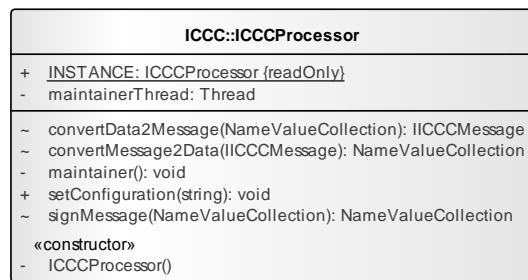 ICCC::ICCCProcessor
+ INSTANCE: ICCCProcessor {readOnly}
- maintainerThread: Thread
~ convertData2Message(NameValueCollection): IICCCMessage
~ convertMessage2Data(IICCCMessage): NameValueCollection
- maintainer(): void
+ setConfiguration(string): void
~ signMessage(NameValueCollection): NameValueCollection
«constructor»
- ICCCProcessor()